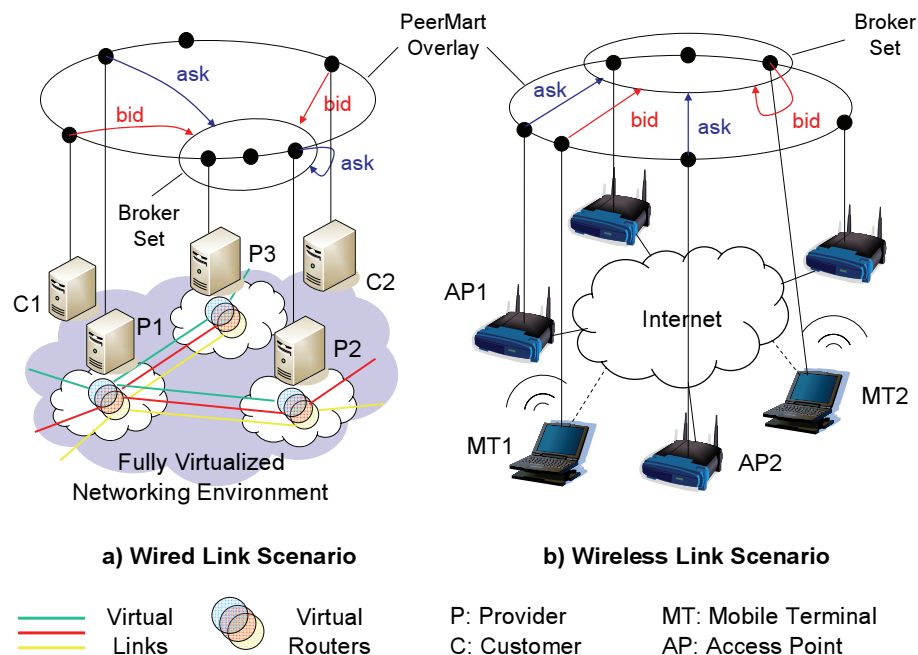 PeerMart
Overlay
Broker
Set
ask
bid
bid
ask
Broker
Set
ask
bid
ask
bid
P3
C2
C1
P1
P2
Fully Virtualized
Networking Environment
AP1
Internet
MT2
MT1
AP2
a) Wired Link Scenario
b) Wireless Link Scenario
Virtual
Links
Virtual
Routers
P: Provider
C: Customer
MT: Mobile Terminal
AP: Access Point